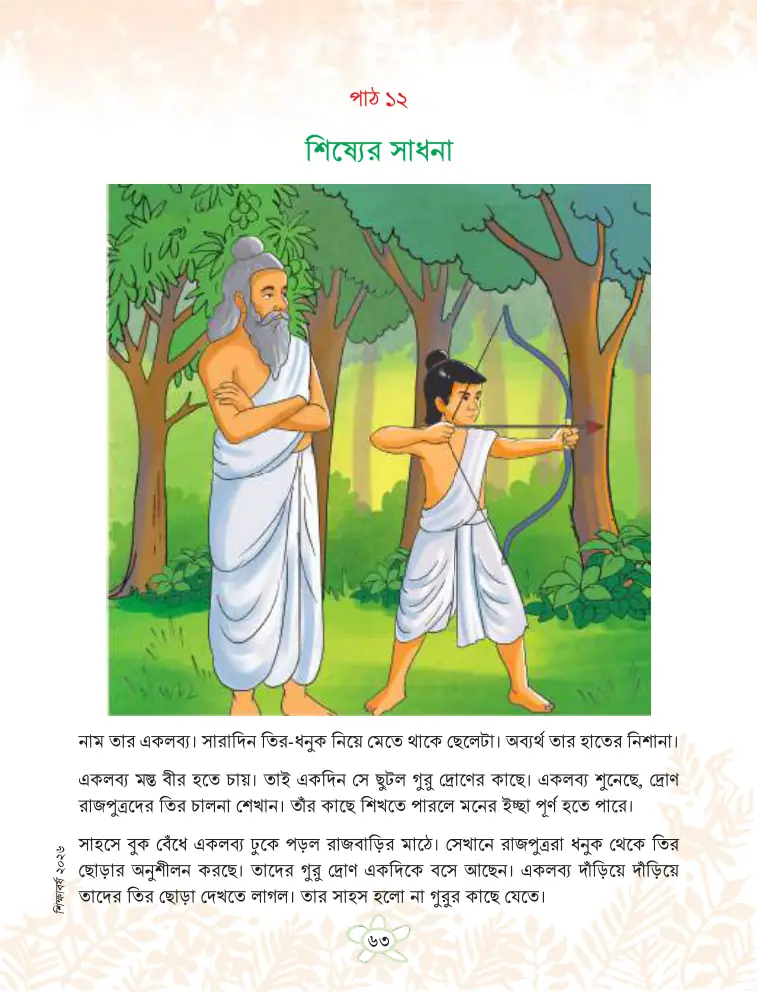 পাঠ ১২
শিষ্যের সাধনা
নাম তার একলব্য। সারাদিন তির-ধনুক নিয়ে মেতে থাকে ছেলেটা। অব্যর্থ তার হাতের নিশানা।
একলব্য মস্ত বীর হতে চায়। তাই একদিন সে ছুটল গুরু দ্রোণের কাছে। একলব্য শুনেছে, দ্রোণ
রাজপুত্রদের তির চালনা শেখান। তাঁর কাছে শিখতে পারলে মনের ইচ্ছা পূর্ণ হতে পারে।
সাহসে বুক বেঁধে একলব্য ঢুকে পড়ল রাজবাড়ির মাঠে। সেখানে রাজপুত্ররা ধনুক থেকে তির
ছোড়ার অনুশীলন করছে। তাদের গুরু দ্রোণ একদিকে বসে আছেন। একলব্য দাঁড়িয়ে দাঁড়িয়ে
তাদের তির ছোড়া দেখতে লাগল। তার সাহস হলো না গুরুর কাছে যেতে।
শিক্ষাবর্ষ ২০২৬
৬৩